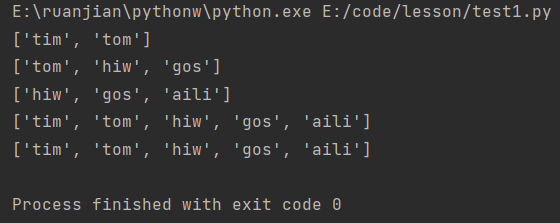 E:\ruanjian\pythonw\python.exe E:/code/lesson/test1.py
['tim', 'tom']
['tom', 'hiw', 'gos']
['hiw', 'gos', 'aili']
['tim', 'tom', 'hiw', 'gos', 'aili']
['tim', 'tom', 'hiw', 'gos', 'aili']
Process finished with exit code 0